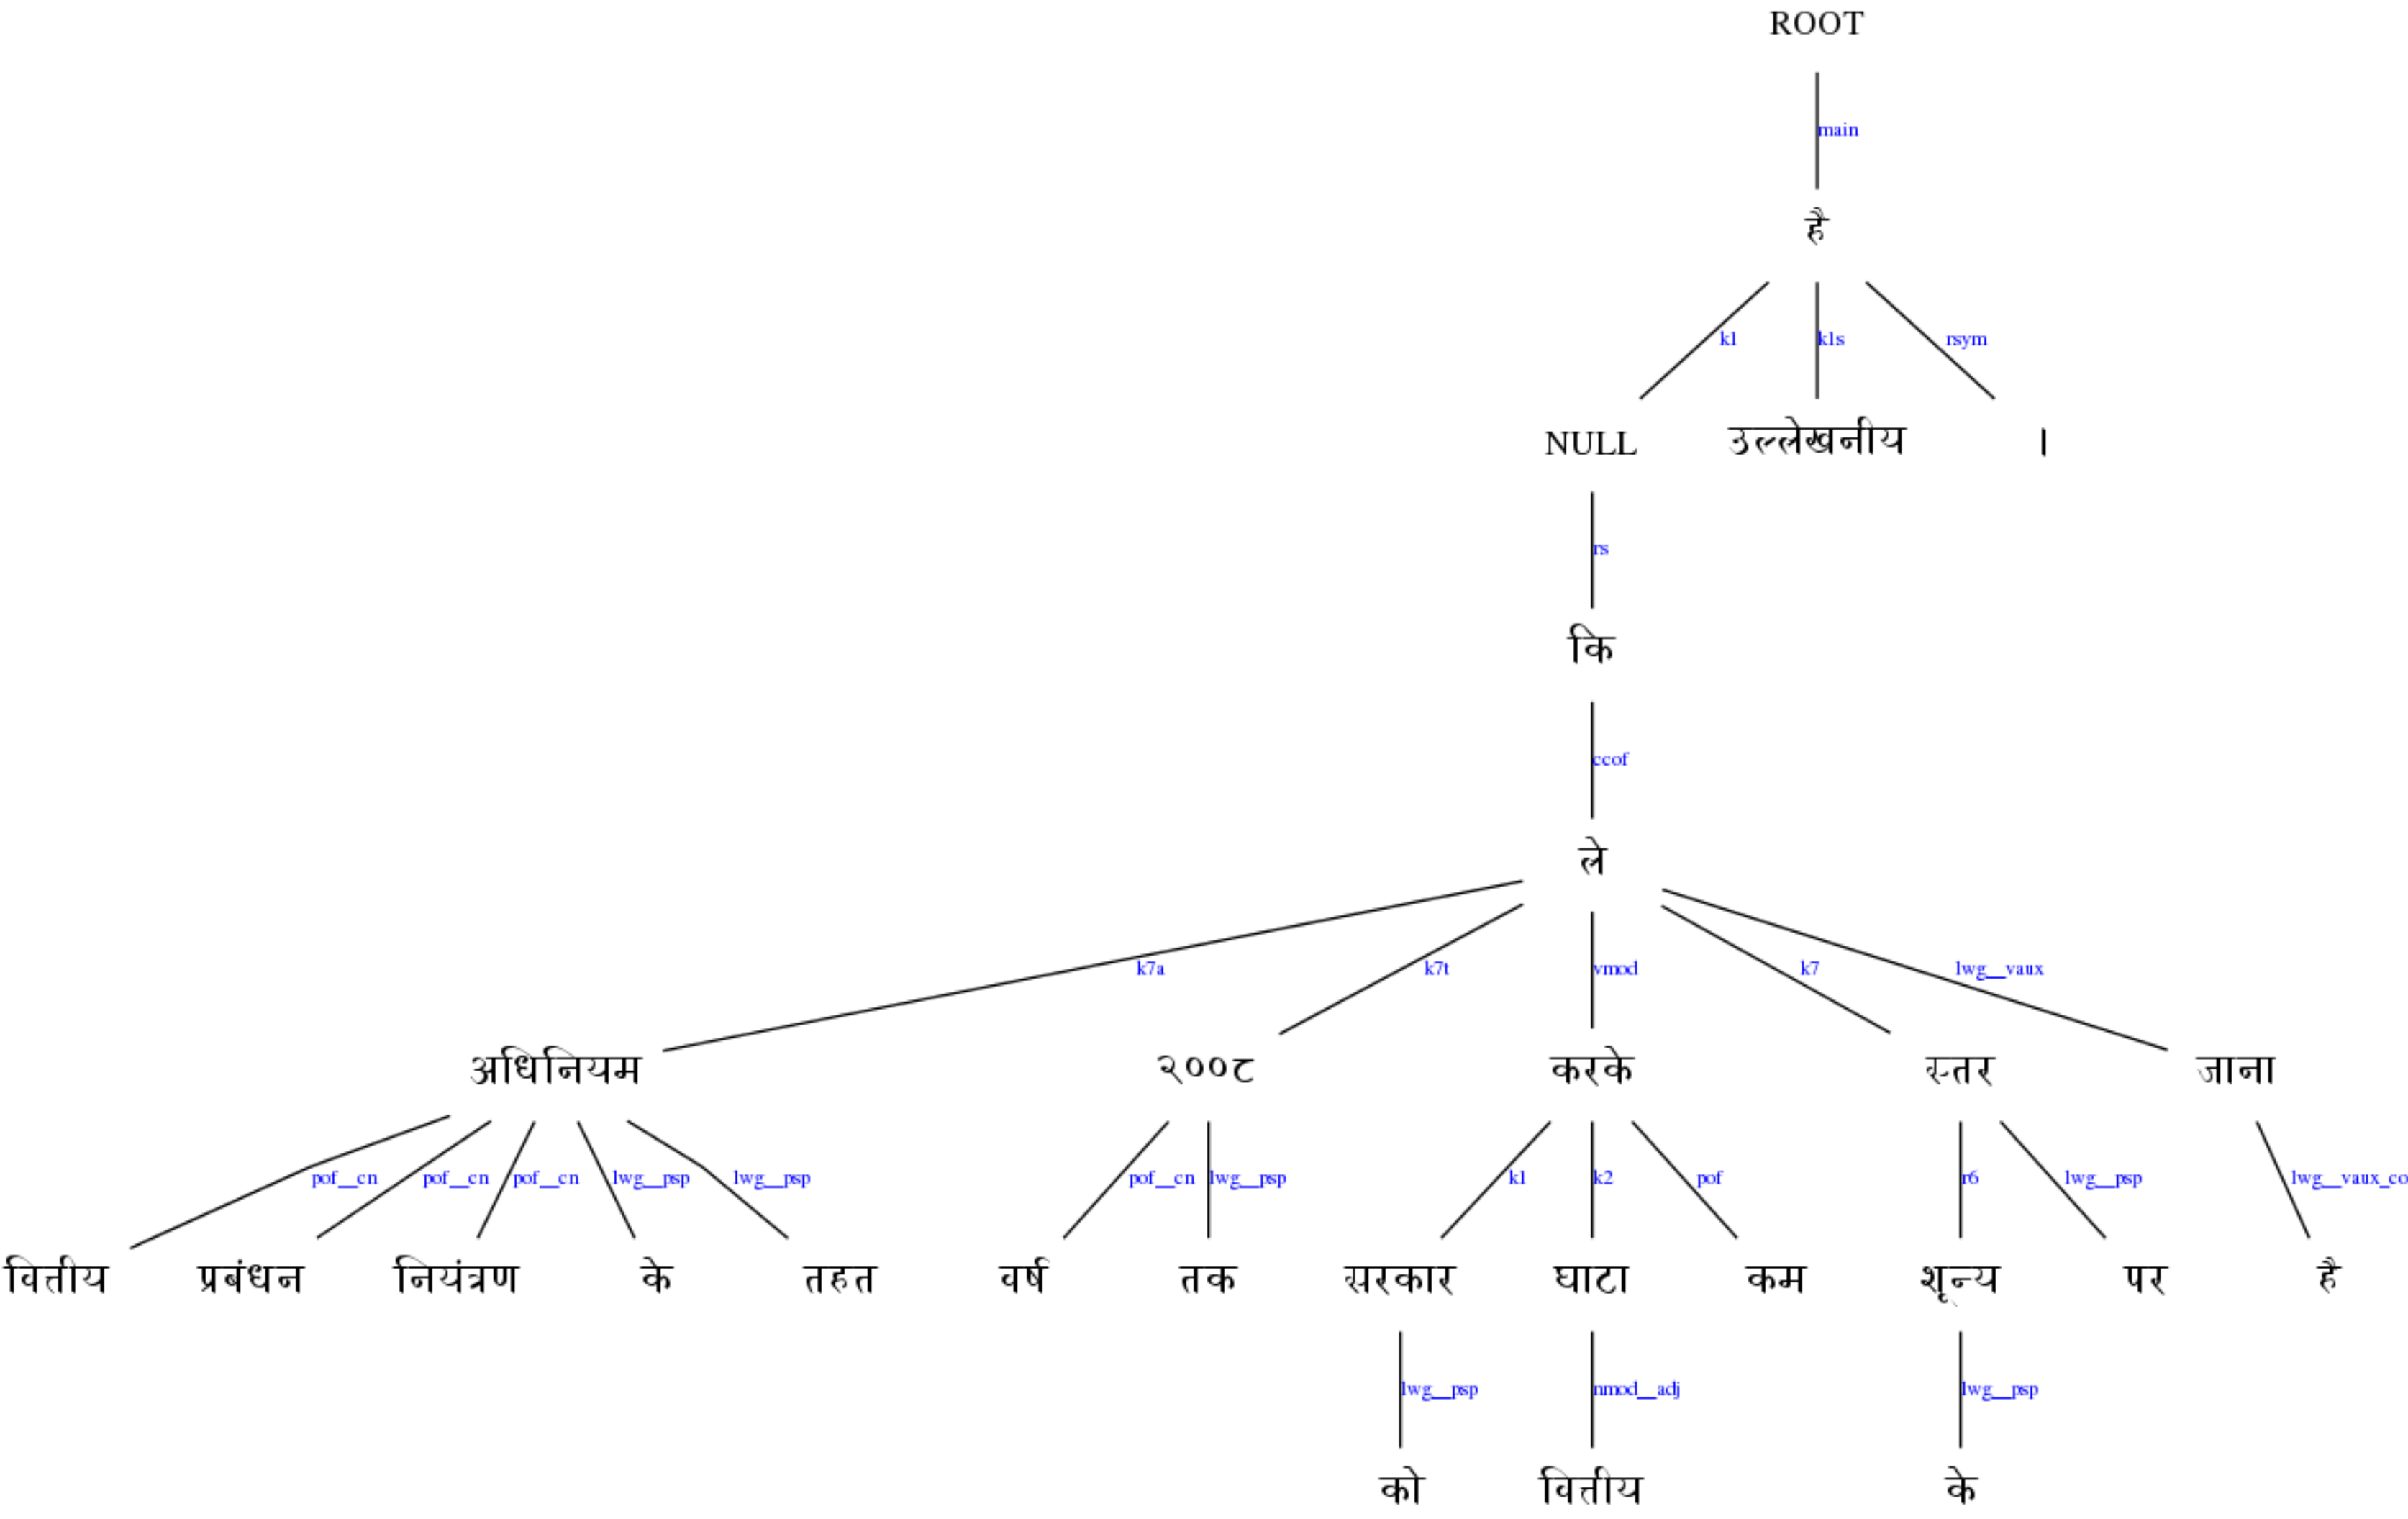 ROOT
main
है
k1 k1s rsym
NULL उल्लेखनीय ।
rs
कि
ccof
ले
k7a k7t vmod k7 lwg__vaux
अधिनियम २००८ करके स्तर जाना
pof__cn pof__cn pof__cn lwg__psp lwg__psp pof__cn lwg__psp k1 k2 pof r6 lwg__psp lwg__vaux_co
वित्तीय प्रबंधन नियंत्रण के तहत वर्ष तक सरकार घाटा कम शून्य पर है
lwg__psp nmod__adj lwg__psp
को वित्तीय के